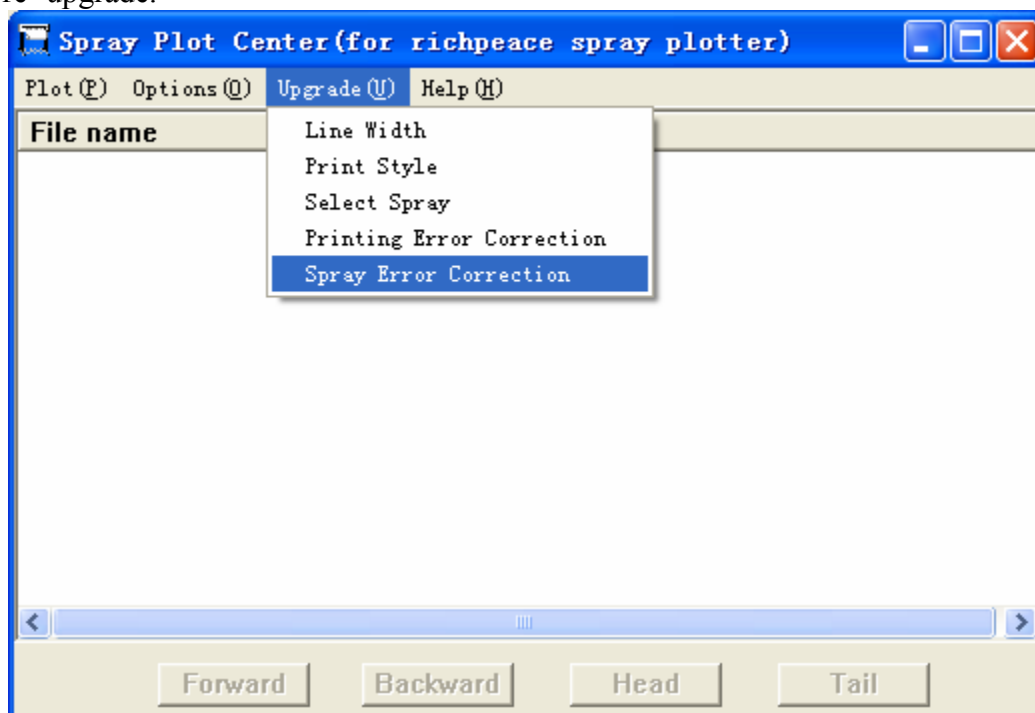 upgrade.
Spray Plot Center(for richpeace spray plotter)
Plot(P) Options(O) Upgrade(U) Help(H)
File name
Line Width
Print Style
Select Spray
Printing Error Correction
Spray Error Correction
Forward Backward Head Tail